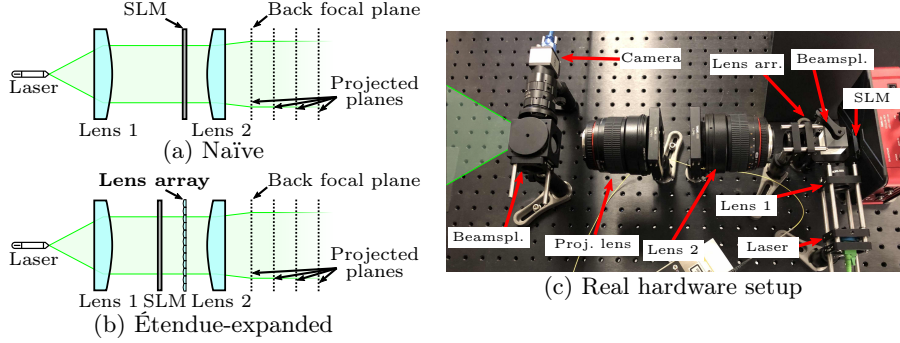 SLM
Back focal plane
Laser
Projected
planes
Lens 1
Lens 2
(a) Naïve
Lens array
Back focal plane
Laser
Projected
planes
Lens 1
SLM
Lens 2
(b) Étendue-expanded
Camera
Lens arr.
Beamspl.
SLM
Lens 1
Beamspl.
Proj. lens
Lens 2
Laser
(c) Real hardware setup